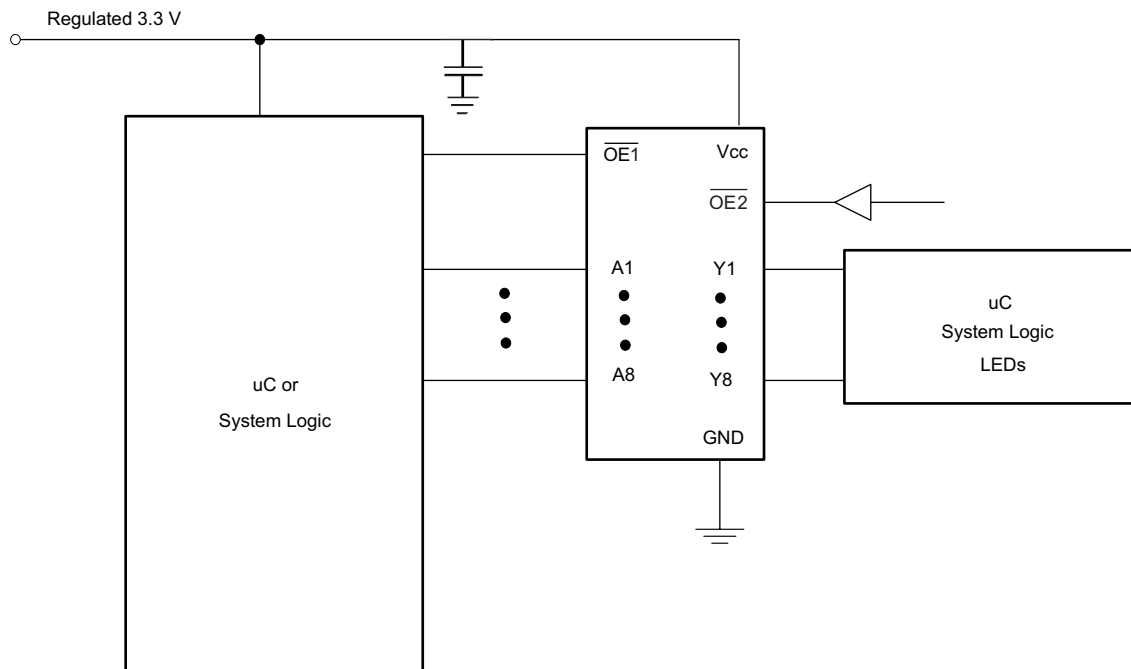 Regulated 3.3 V
OE1
Vcc
OE2
A1
Y1
A8
Y8
GND
uC or
System Logic
uC
System Logic
LEDs